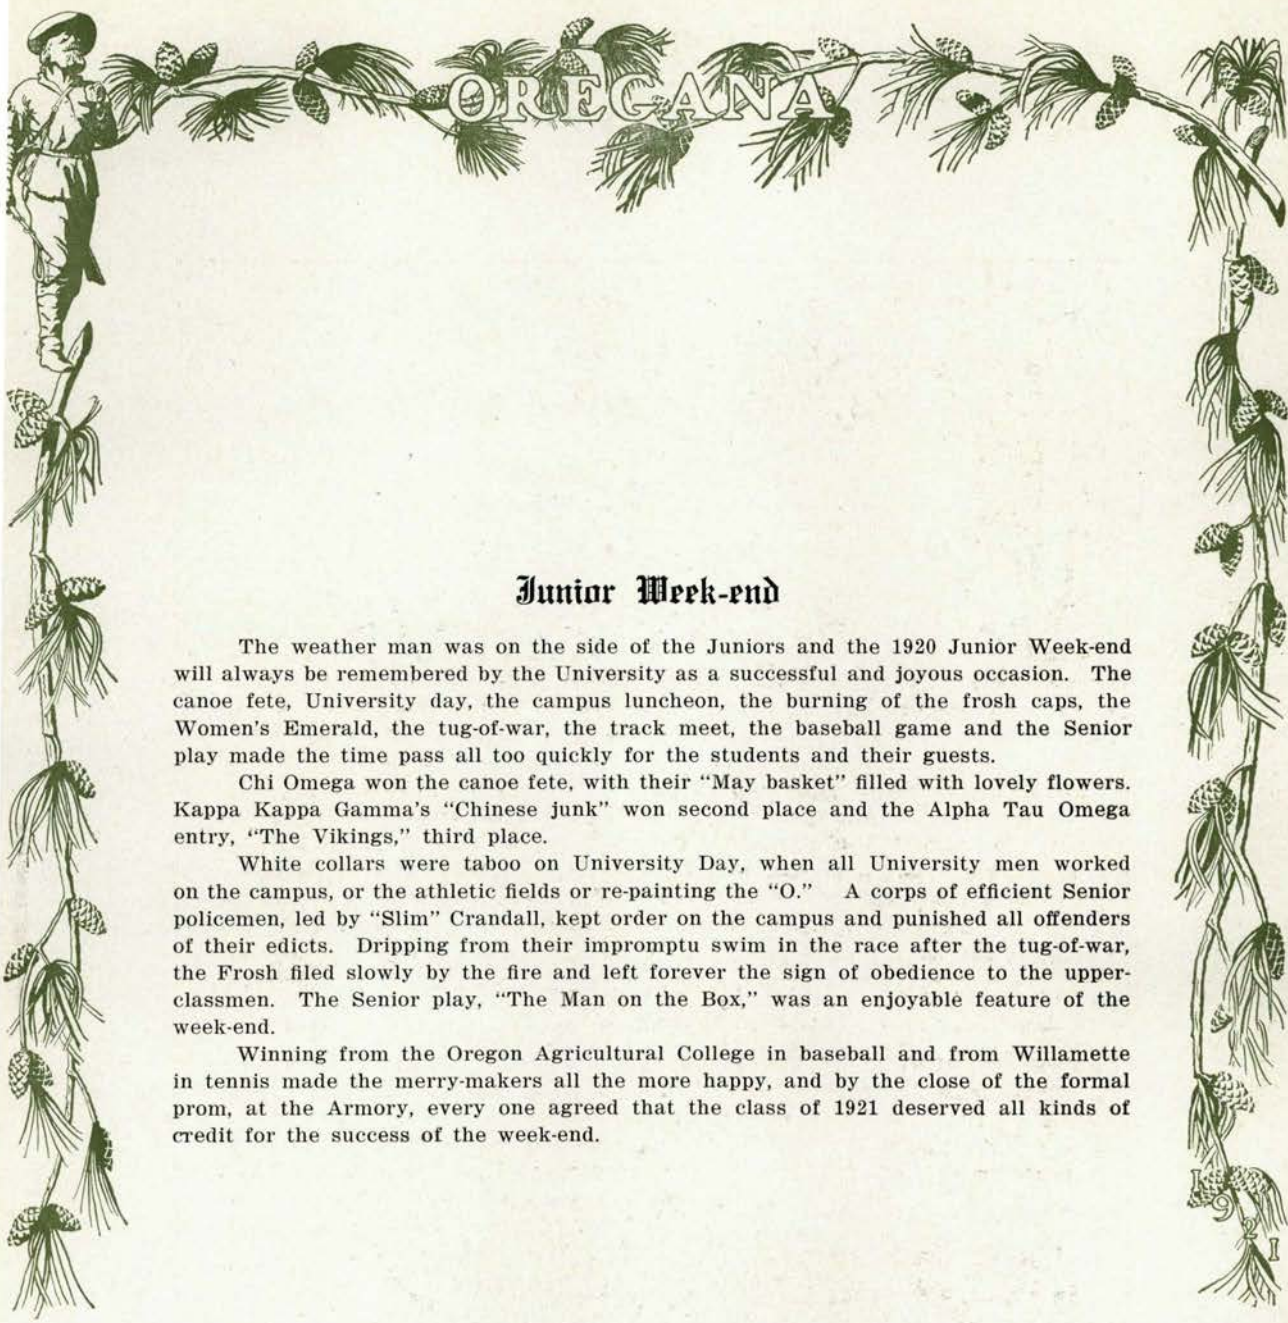 OREGANA
Junior Week-end
The weather man was on the side of the Juniors and the 1920 Junior Week-end
will always be remembered by the University as a successful and joyous occasion. The
canoe fete, University day, the campus luncheon, the burning of the frosh caps, the
Women's Emerald, the tug-of-war, the track meet, the baseball game and the Senior
play made the time pass all too quickly for the students and their guests.
Chi Omega won the canoe fete, with their “May basket” filled with lovely flowers.
Kappa Kappa Gamma's “Chinese junk” won second place and the Alpha Tau Omega
entry, “The Vikings,” third place.
White collars were taboo on University Day, when all University men worked
on the campus, or the athletic fields or re-painting the “O.” A corps of efficient Senior
policemen, led by “Slim” Crandall, kept order on the campus and punished all offenders
of their edicts. Dripping from their impromptu swim in the race after the tug-of-war,
the Frosh filed slowly by the fire and left forever the sign of obedience to the upper-
classmen. The Senior play, “The Man on the Box,” was an enjoyable feature of the
week-end.
Winning from the Oregon Agricultural College in baseball and from Willamette
in tennis made the merry-makers all the more happy, and by the close of the formal
prom, at the Armory, every one agreed that the class of 1921 deserved all kinds of
credit for the success of the week-end.
1921